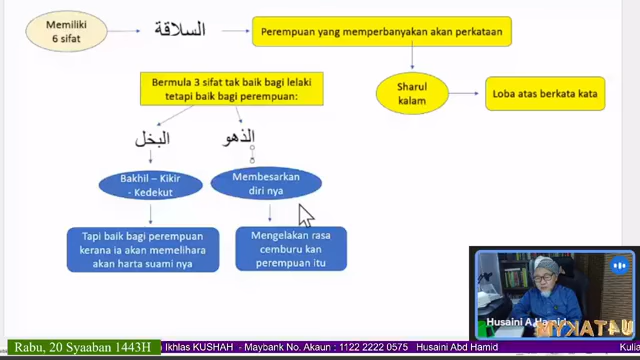 Memiliki
6 sifat
السلاقة
Perempuan yang memperbanyakan akan perkataan
Sharul
kalam
Loba atas berkata kata
Bermula 3 sifat tak baik bagi lelaki
tetapi baik bagi perempuan:
البخل
الذهو
Bakhil – Kikir
- Kedekut
Membesarkan
diri nya
Tapi baik bagi perempuan
kerana ia akan memelihara
akan harta suami nya
Mengelakan rasa
cemburu kan
perempuan itu
Husaini A Hamid
MYKATAU
Rabu, 20 Syaaban 1443H
Ikhlas KUSHAH - Maybank No. Akaun : 1122 2222 0575 Husaini Abd Hamid
Kulia